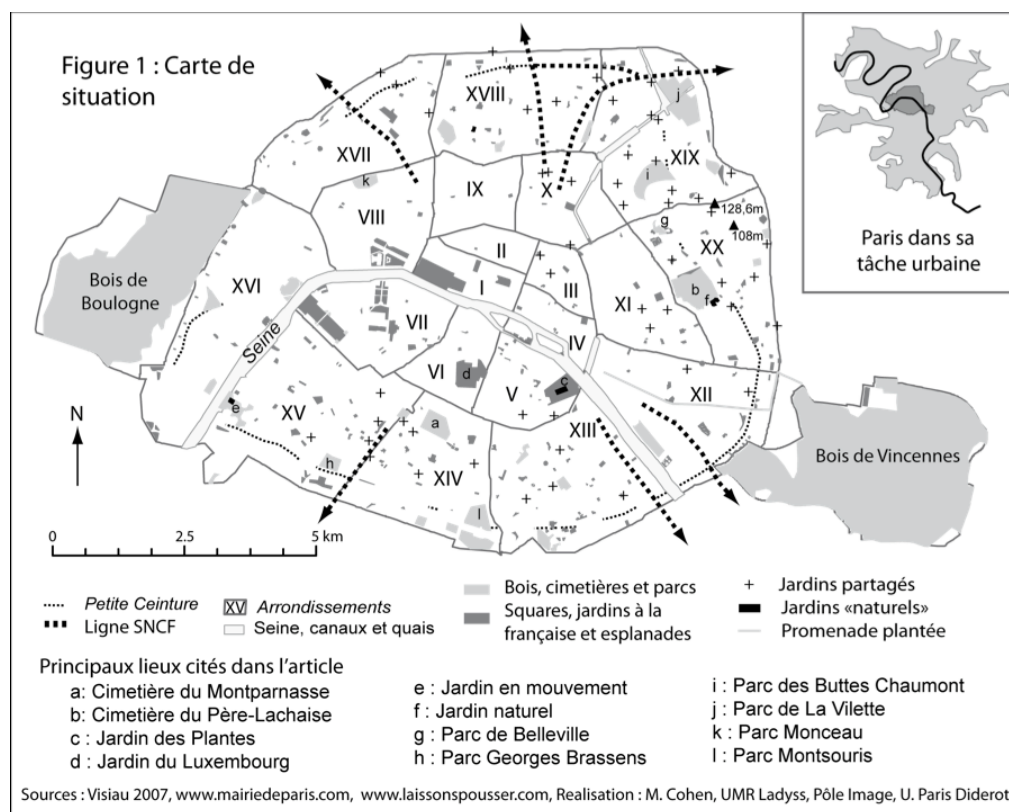 Figure 1 : Carte de
situation
Paris dans sa
tâche urbaine
XVIII
j
XVII
XIX
IX
X
k
i
VIII
128,6m
g
108m
II
XX
Bois de
Boulogne
XVI
I
III
XI
b
f
Seine
VII
IV
VI
d
V
c
XII
e
XV
a
XIII
Bois de Vincennes
N
h
XIV
l
0 2.5 5 km
Petite Ceinture
Ligne SNCF
XV Arrondissements
Seine, canaux et quais
Bois, cimetières et parcs
Squares, jardins à la
française et esplanades
Jardins partagés
Jardins «naturels»
Promenade plantée
Principaux lieux cités dans l'article
a: Cimetière du Montparnasse
b: Cimetière du Père-Lachaise
c : Jardin des Plantes
d : Jardin du Luxembourg
e : Jardin en mouvement
f : Jardin naturel
g : Parc de Belleville
h : Parc Georges Brassens
i : Parc des Buttes Chaumont
j : Parc de La Vilette
k : Parc Monceau
l : Parc Montsouris
Sources : Visiau 2007, www.mairiedeparis.com, www.laissonspousser.com, Realisation : M. Cohen, UMR Ladyss, Pôle Image, U. Paris Diderot